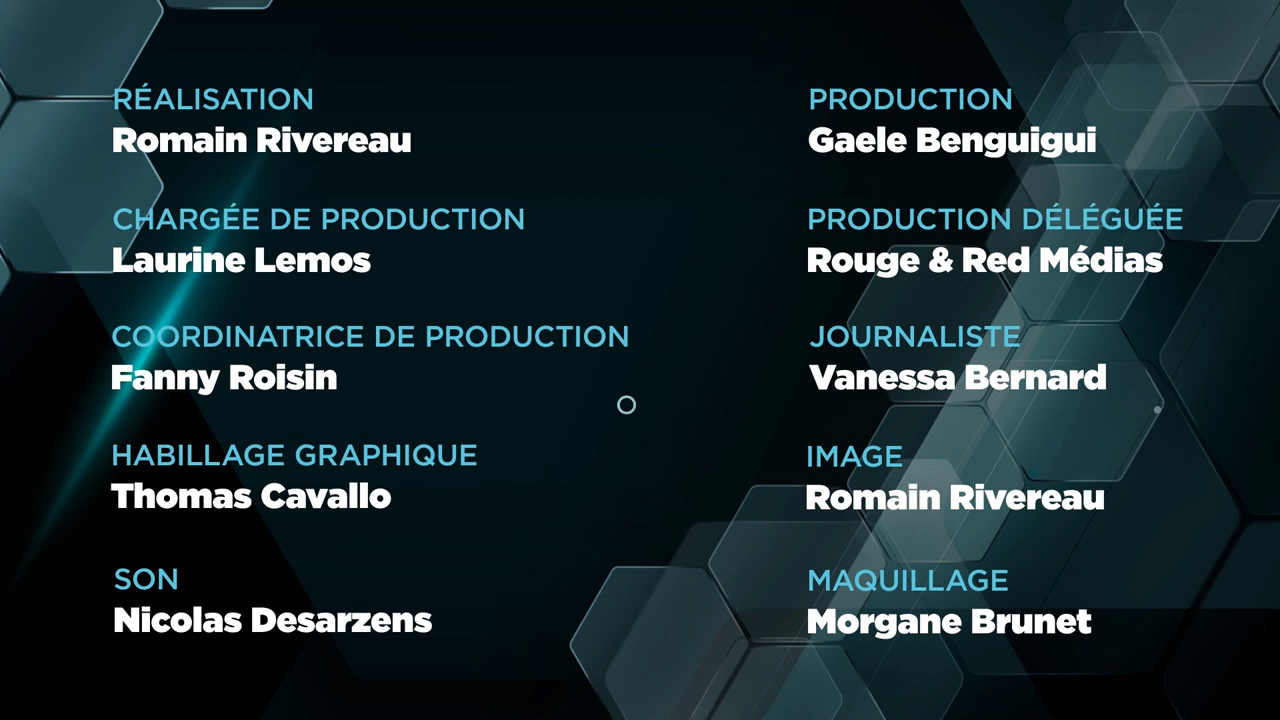 RÉALISATION
Romain Rivereau
CHARGÉE DE PRODUCTION
Laurine Lemos
COORDINATRICE DE PRODUCTION
Fanny Roisin
HABILLAGE GRAPHIQUE
Thomas Cavallo
SON
Nicolas Desarzens
PRODUCTION
Gaele Benguigui
PRODUCTION DÉLÉGUÉE
Rouge & Red Médias
JOURNALISTE
Vanessa Bernard
IMAGE
Romain Rivereau
MAQUILLAGE
Morgane Brunet